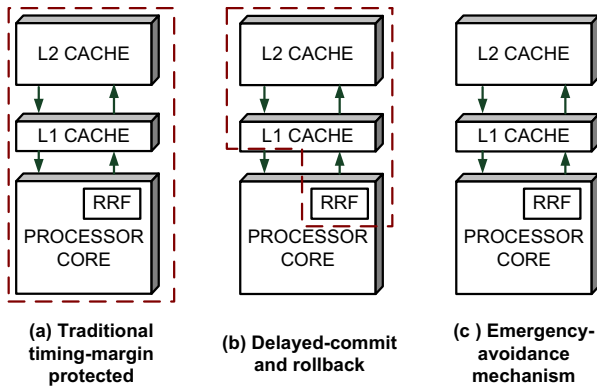 L2 CACHE
L1 CACHE
RRF
PROCESSOR
CORE
(a) Traditional
timing-margin
protected
L2 CACHE
L1 CACHE
RRF
PROCESSOR
CORE
(b) Delayed-commit
and rollback
L2 CACHE
L1 CACHE
RRF
PROCESSOR
CORE
(c ) Emergency-
avoidance
mechanism